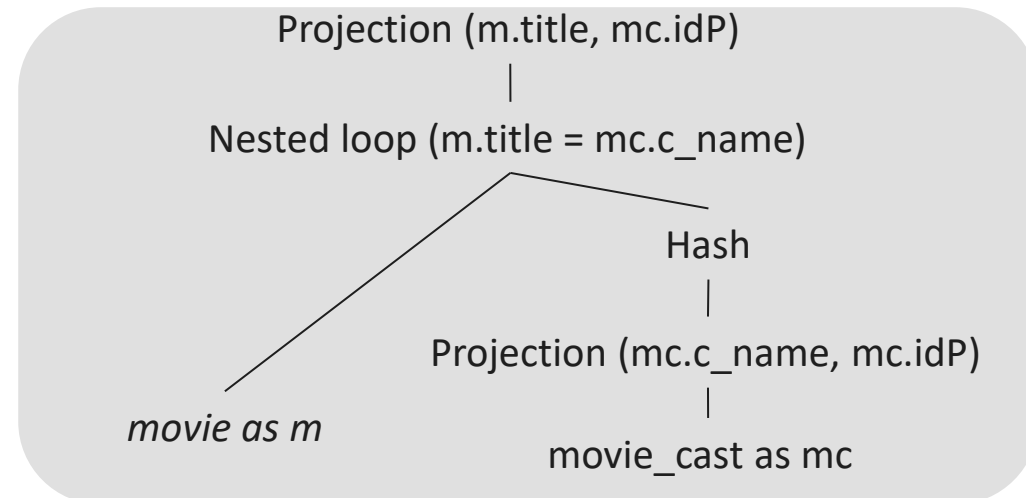 Projection (m.title, mc.idP)
Nested loop (m.title = mc.c_name)
Hash
Projection (mc.c_name, mc.idP)
movie as m
movie_cast as mc